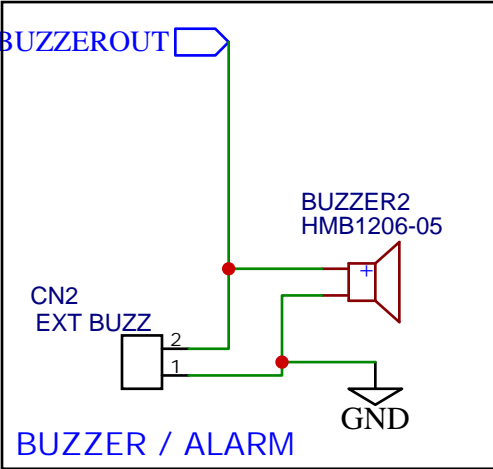 BUZZEROUT
BUZZER2
HMB1206-05
+
CN2
EXT BUZZ
2
1
GND
BUZZER / ALARM